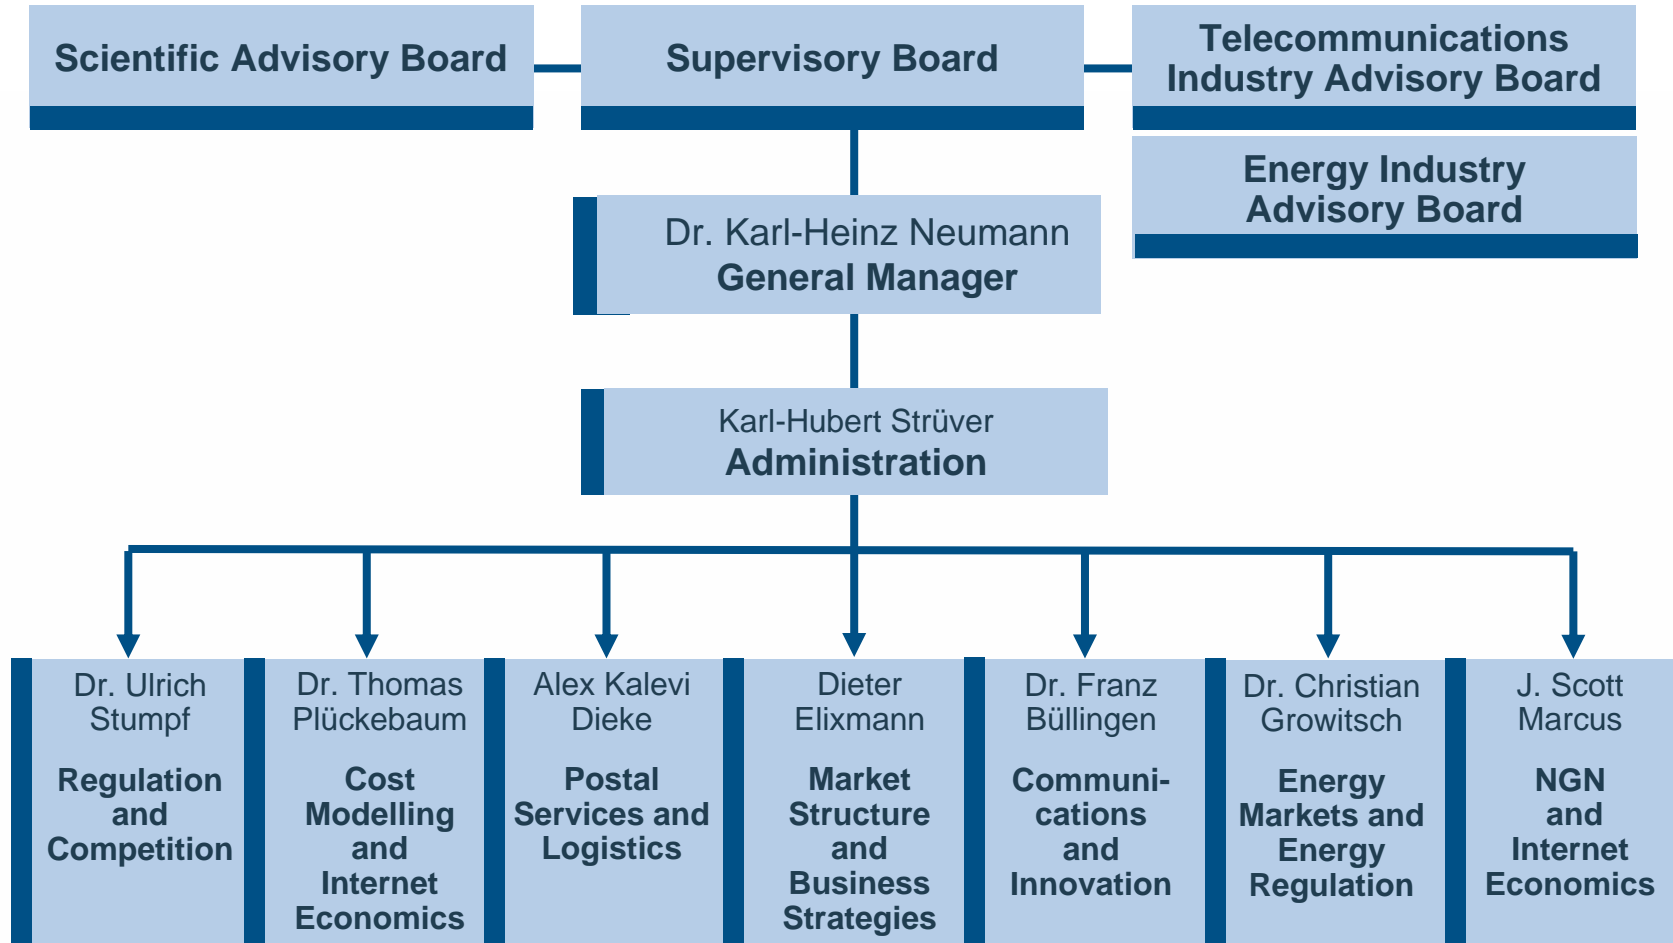 Scientific Advisory Board
Supervisory Board
Telecommunications
Industry Advisory Board
Energy Industry
Advisory Board
Dr. Karl-Heinz Neumann
General Manager
Karl-Hubert Strüver
Administration
Dr. Ulrich
Stumpf
Regulation
and
Competition
Dr. Thomas
Plückebaum
Cost
Modelling
and
Internet
Economics
Alex Kalevi
Dieke
Postal
Services and
Logistics
Dieter
Elixmann
Market
Structure
and
Business
Strategies
Dr. Franz
Büllingen
Communi-
cations
and
Innovation
Dr. Christian
Growitsch
Energy
Markets and
Energy
Regulation
J. Scott
Marcus
NGN
and
Internet
Economics